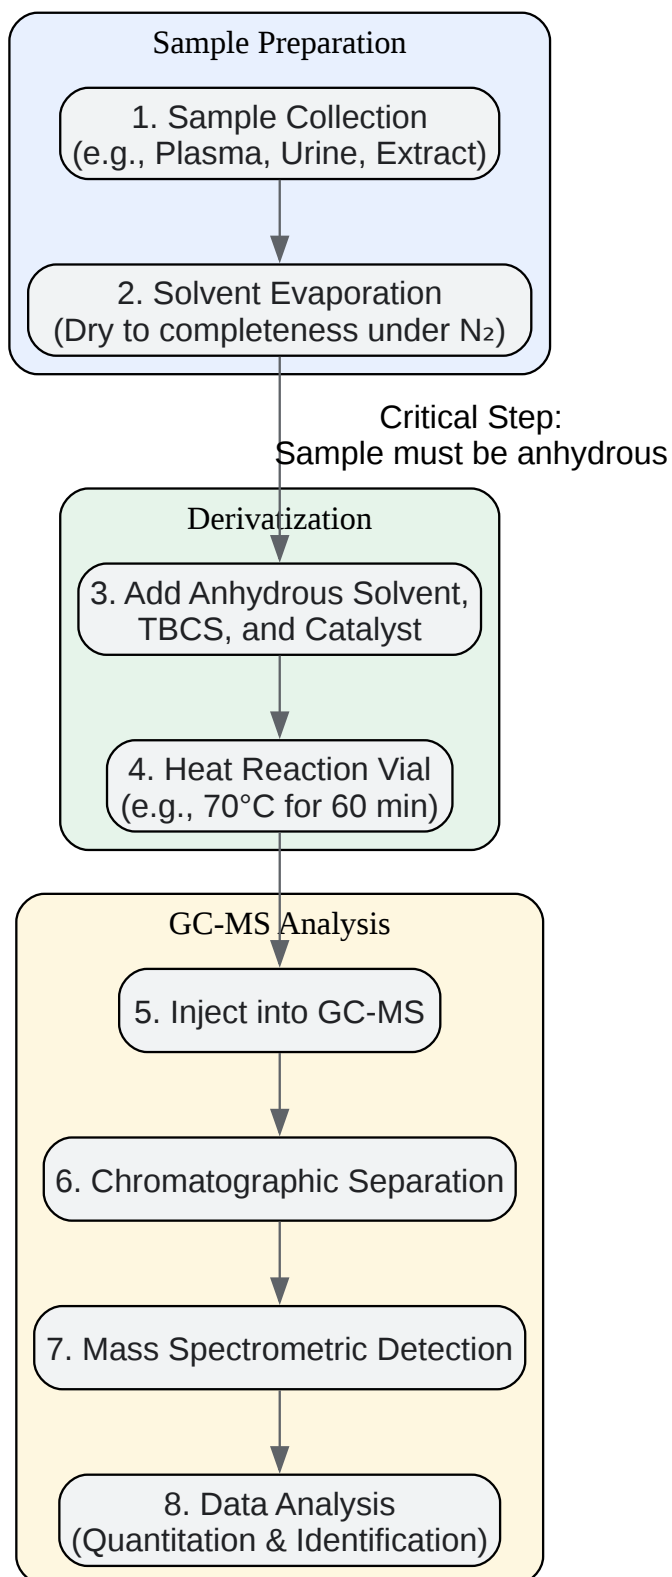 Sample Preparation
1. Sample Collection
(e.g., Plasma, Urine, Extract)
2. Solvent Evaporation
(Dry to completeness under N₂)
Critical Step:
Sample must be anhydrous
Derivatization
3. Add Anhydrous Solvent,
TBCS, and Catalyst
4. Heat Reaction Vial
(e.g., 70°C for 60 min)
GC-MS Analysis
5. Inject into GC-MS
6. Chromatographic Separation
7. Mass Spectrometric Detection
8. Data Analysis
(Quantitation & Identification)